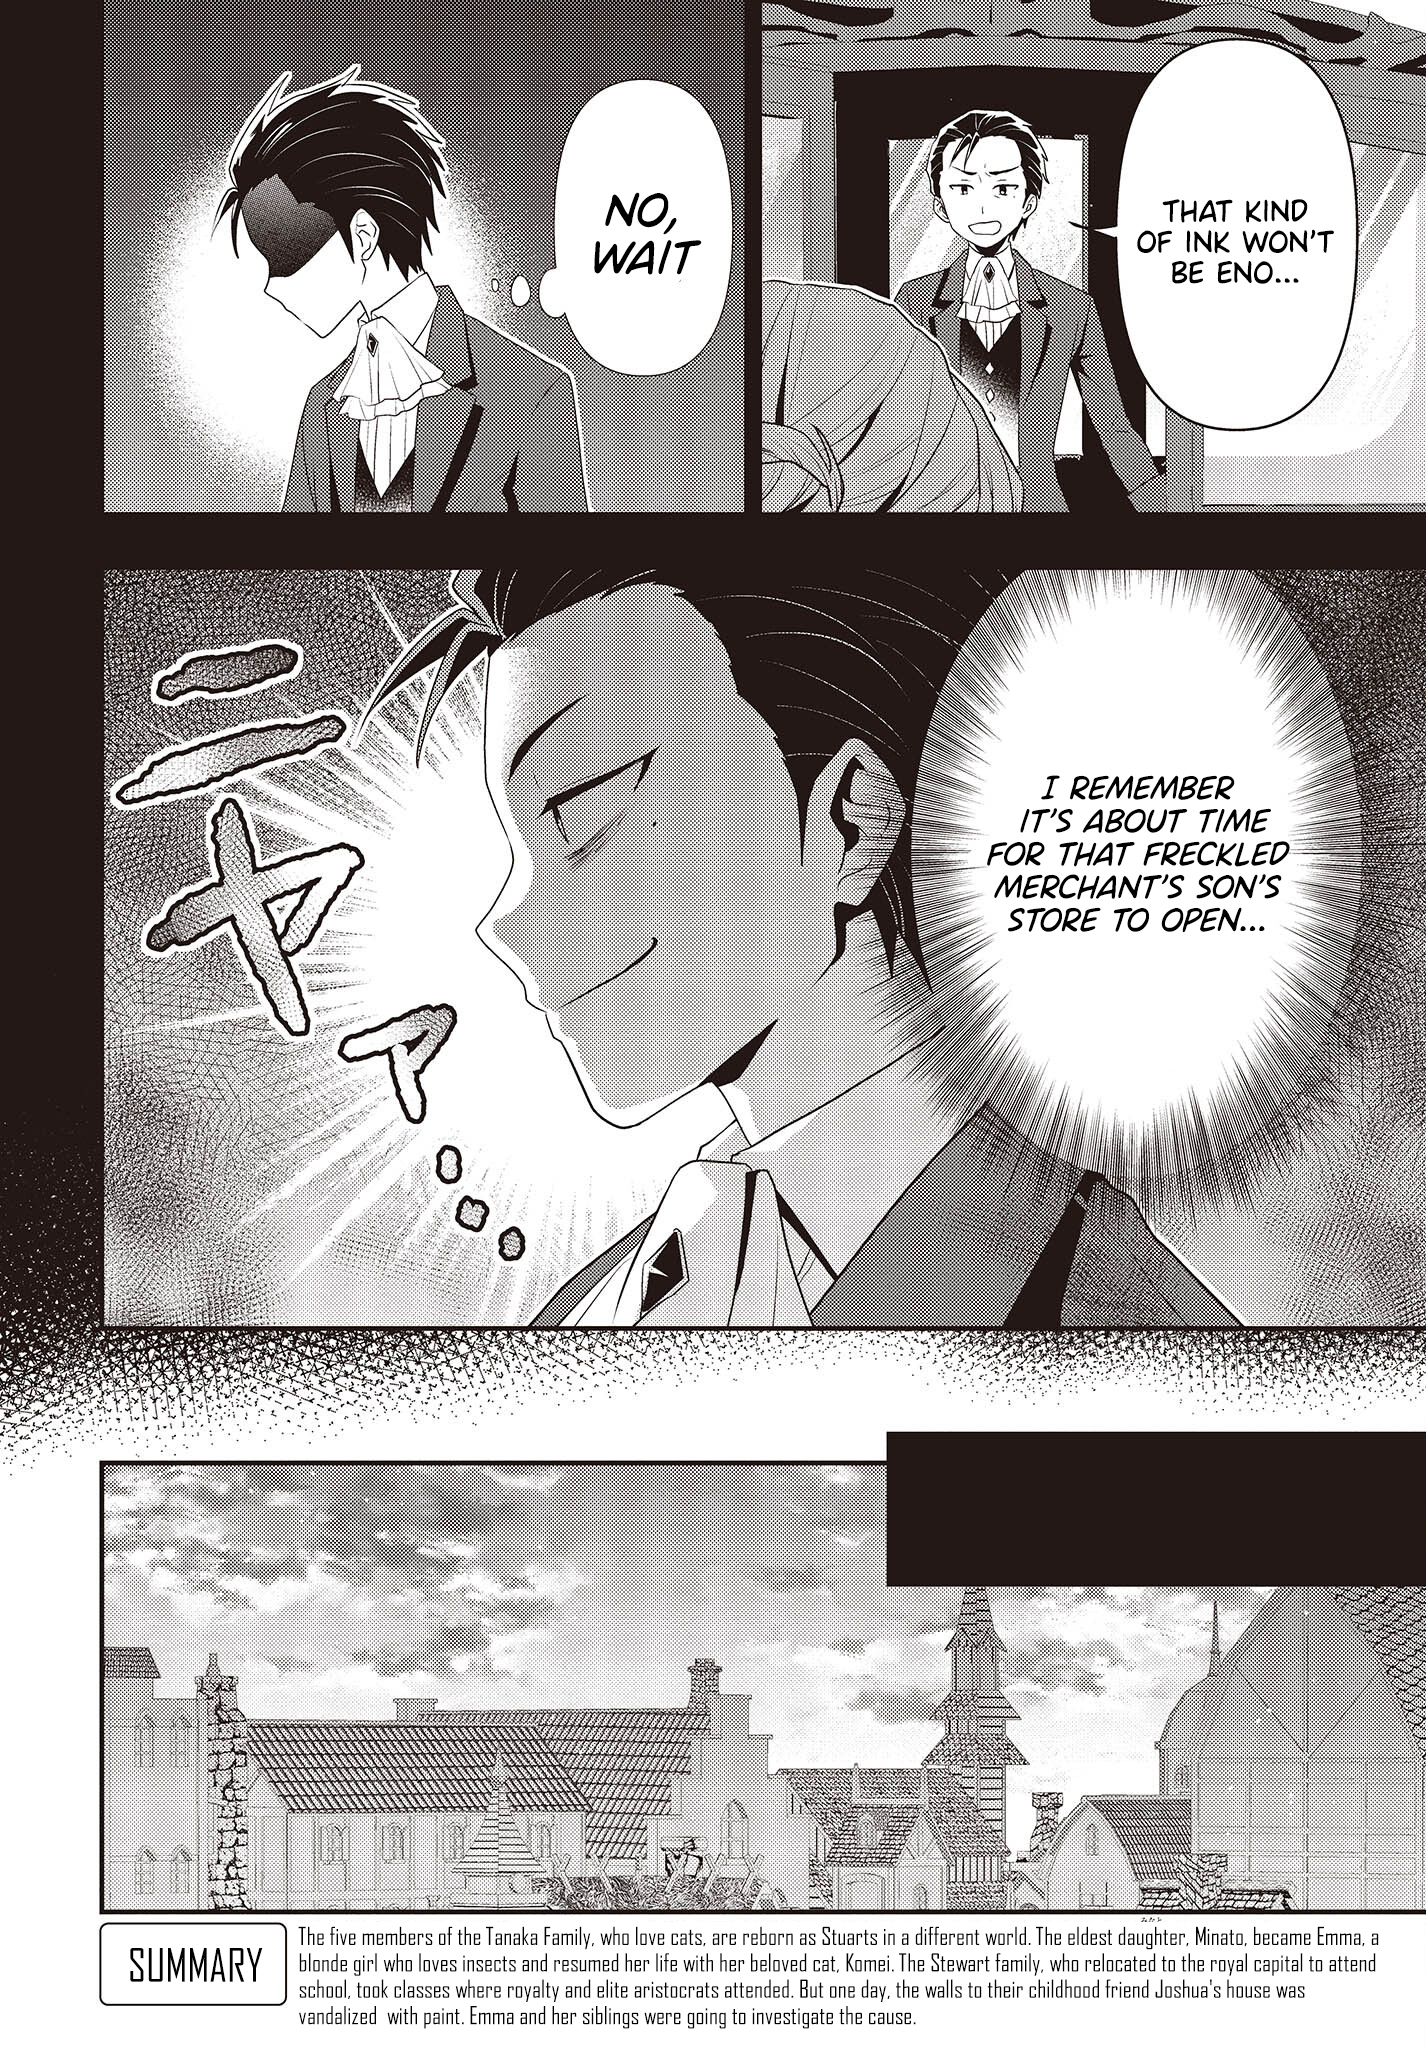 THAT KIND
OF INK WON'T
BE ENO...
NO,
WAIT
I REMEMBER
IT'S ABOUT TIME
FOR THAT FRECKLED
MERCHANT'S SON'S
STORE TO OPEN...
ニヤァ...
SUMMARY
The five members of the Tanaka Family, who love cats, are reborn as Stuarts in a different world. The eldest daughter, Minato, became Emma, a
blonde girl who loves insects and resumed her life with her beloved cat, Komei. The Stewart family, who relocated to the royal capital to attend
school, took classes where royalty and elite aristocrats attended. But one day, the walls to their childhood friend Joshua's house was
vandalized with paint. Emma and her siblings were going to investigate the cause.